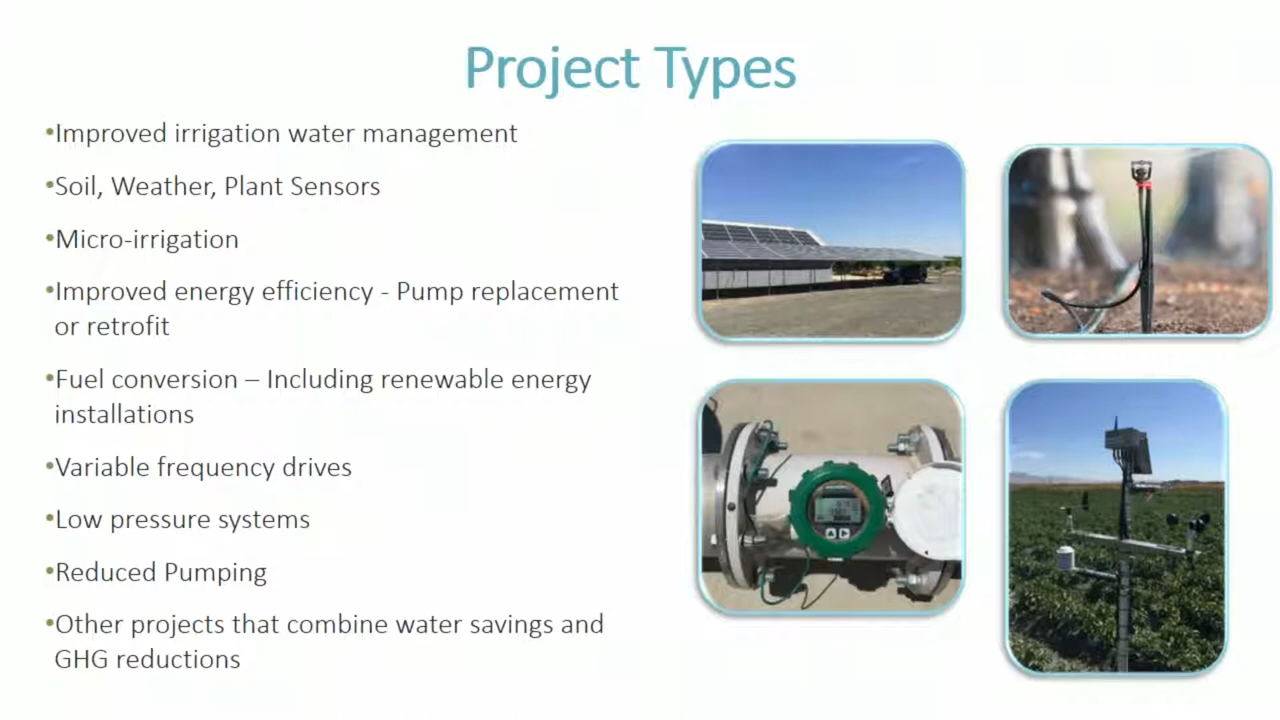 Project Types
•Improved irrigation water management
•Soil, Weather, Plant Sensors
•Micro-irrigation
•Improved energy efficiency - Pump replacement
or retrofit
•Fuel conversion – Including renewable energy
installations
•Variable frequency drives
•Low pressure systems
•Reduced Pumping
•Other projects that combine water savings and
GHG reductions